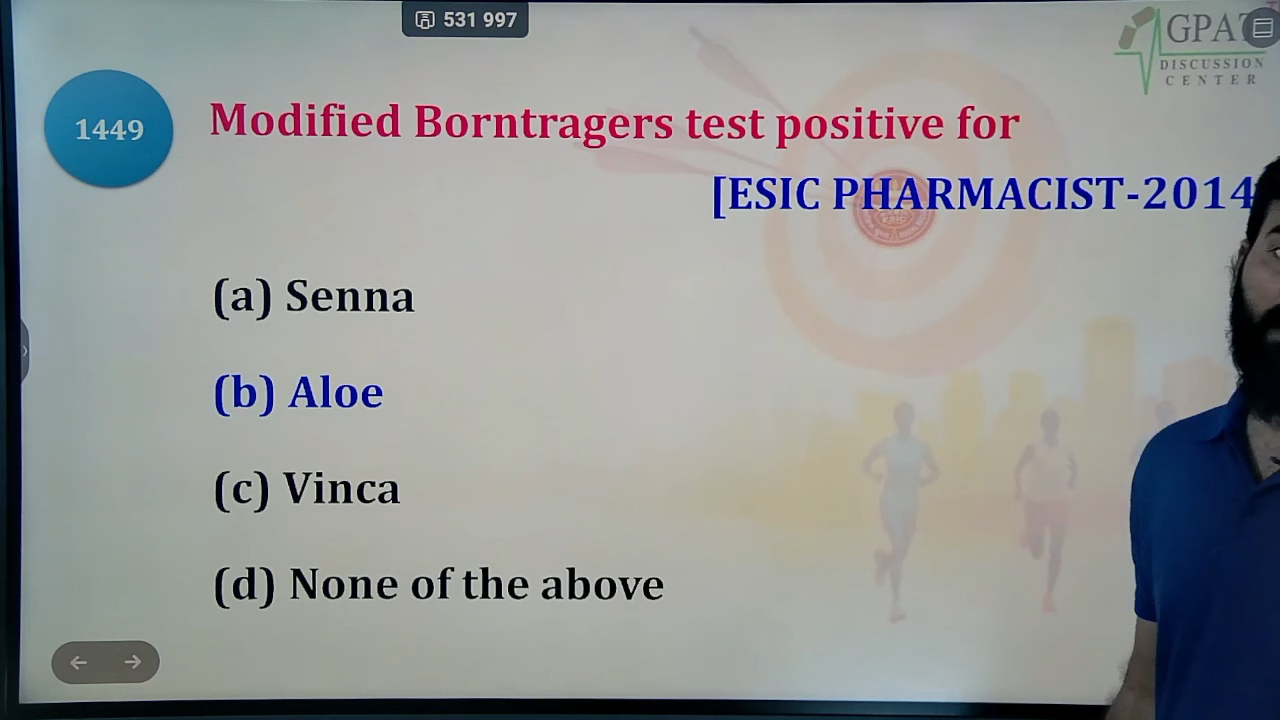 531 997
GPAT
DISCUSSION
CENTER
1449
Modified Borntragers test positive for
[ESIC PHARMACIST-2014
(a) Senna
(b) Aloe
(c) Vinca
(d) None of the above